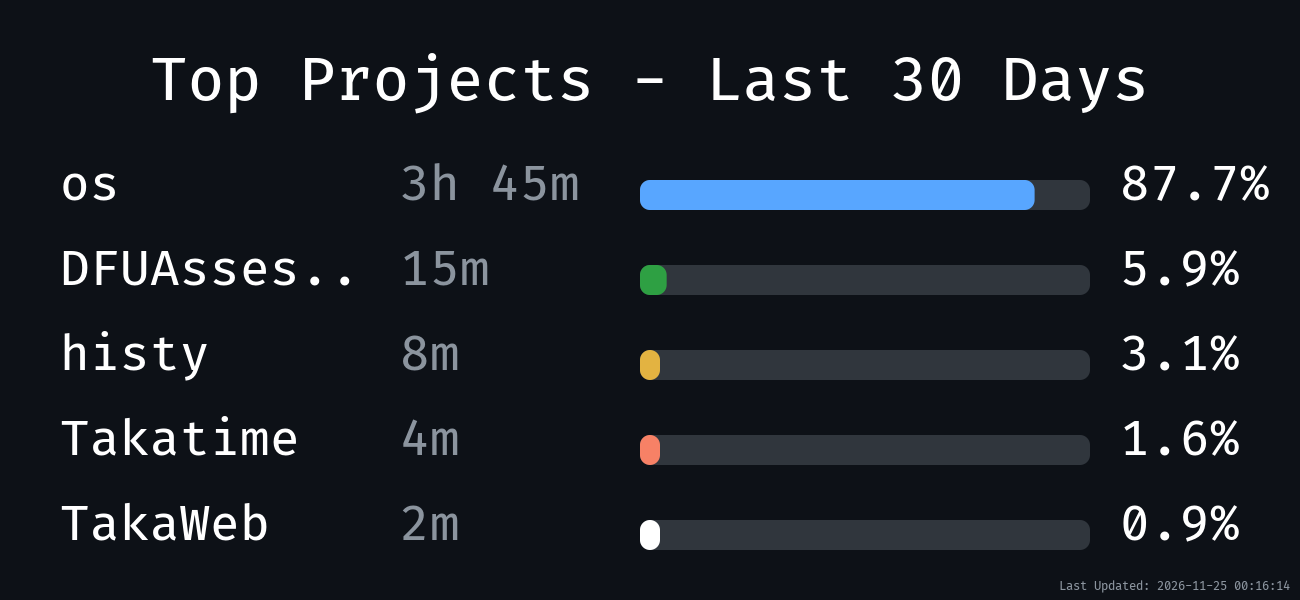 Top Projects - Last 30 Days
os 3h 45m 87.7%
DFUAsses.. 15m 5.9%
histy 8m 3.1%
Takatime 4m 1.6%
TakaWeb 2m 0.9%
Last Updated: 2026-11-25 00:16:14